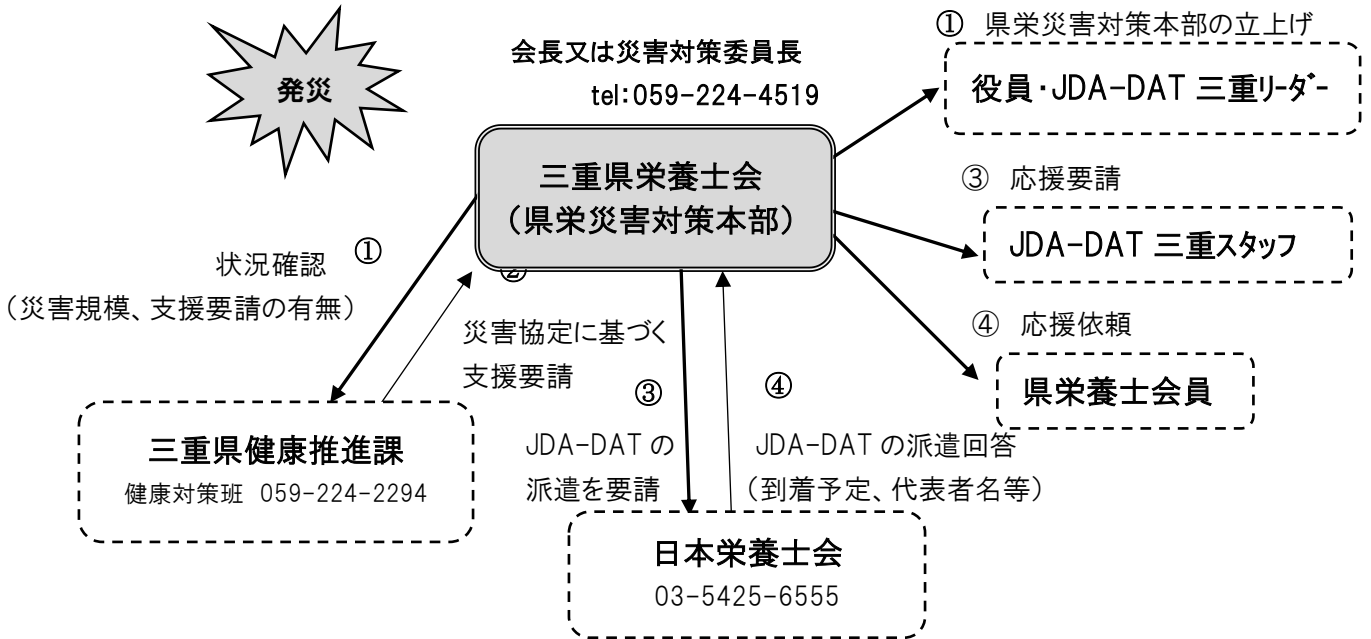 ① 県栄災害対策本部の立上げ
会長又は災害対策委員長
発災
役員・JDA-DAT 三重リーダー
tel:059-224-4519
三重県栄養士会
(県栄災害対策本部)
③ 応援要請
JDA-DAT 三重スタッフ
①
状況確認
(災害規模、支援要請の有無)
②
災害協定に基づく
支援要請
④ 応援依頼
県栄養士会員
③
④
三重県健康推進課
健康対策班 059-224-2294
JDA-DAT の
派遣を要請
JDA-DAT の派遣回答
(到着予定、代表者名等)
日本栄養士会
03-5425-6555